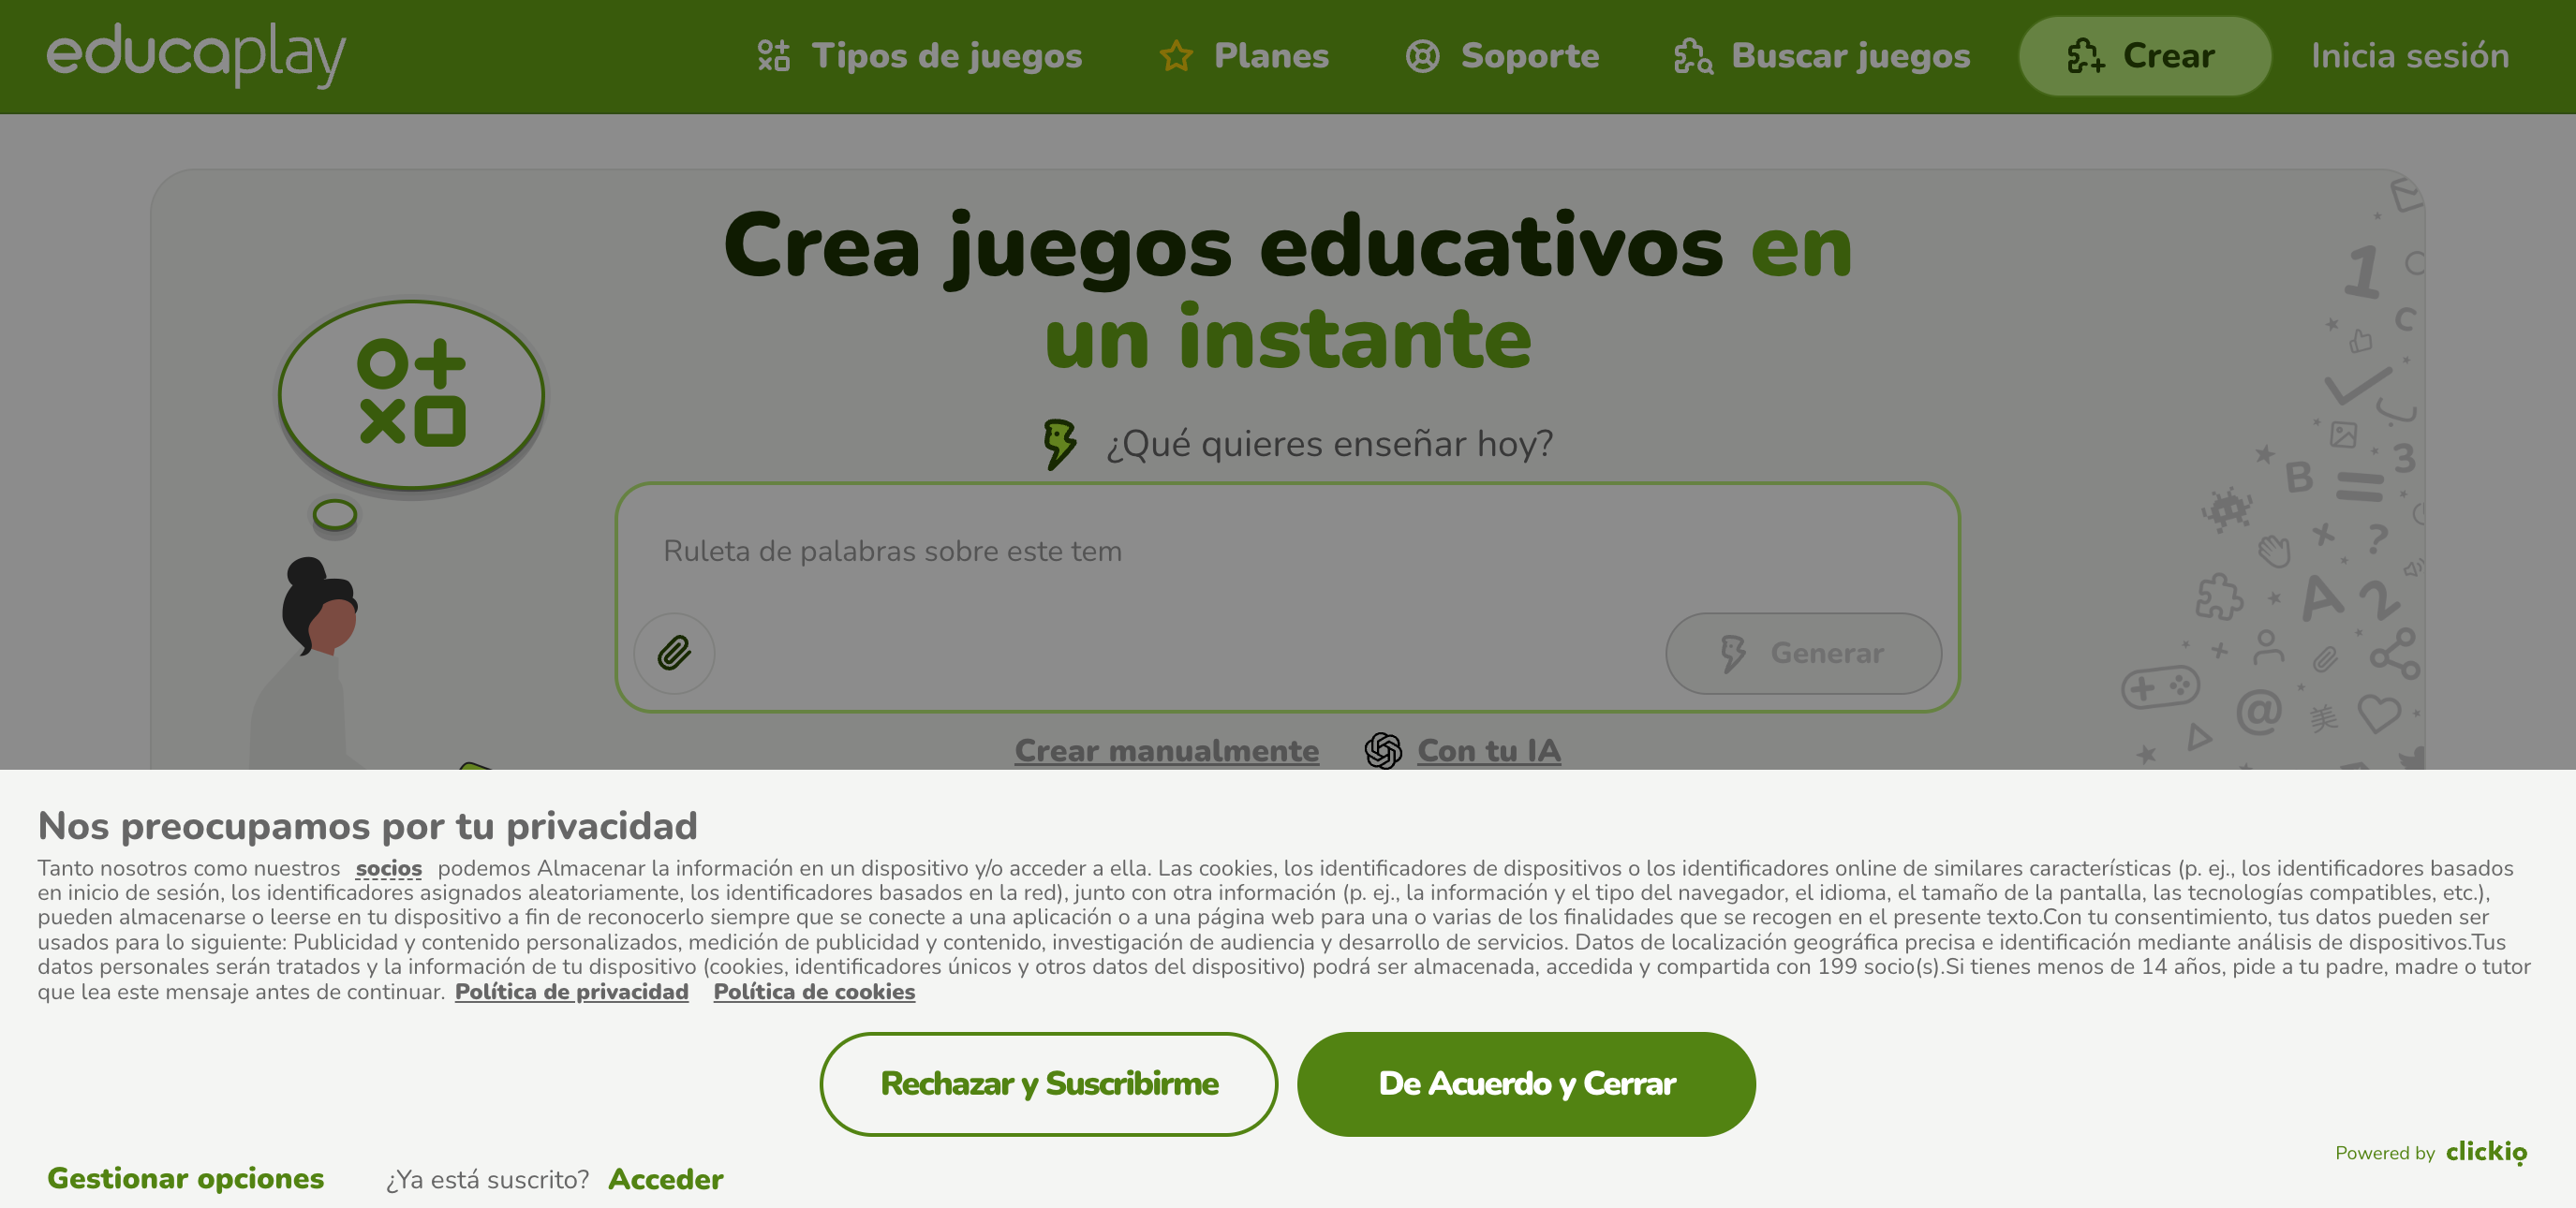 educaplay
Tipos de juegos
Planes
Soporte
Buscar juegos
Crear
Inicia sesión
Crea juegos educativos en
un instante
¿Qué quieres enseñar hoy?
Ruleta de palabras sobre este tem
Generar
Crear manualmente
Con tu IA
1
C
3
B
?
A
2
@
美
Nos preocupamos por tu privacidad
Tanto nosotros como nuestros socios podemos Almacenar la información en un dispositivo y/o acceder a ella. Las cookies, los identificadores de dispositivos o los identificadores online de similares características (p. ej., los identificadores basados
en inicio de sesión, los identificadores asignados aleatoriamente, los identificadores basados en la red), junto con otra información (p. ej., la información y el tipo del navegador, el idioma, el tamaño de la pantalla, las tecnologías compatibles, etc.),
pueden almacenarse o leerse en tu dispositivo a fin de reconocerlo siempre que se conecte a una aplicación o a una página web para una o varias de los finalidades que se recogen en el presente texto.Con tu consentimiento, tus datos pueden ser
usados para lo siguiente: Publicidad y contenido personalizados, medición de publicidad y contenido, investigación de audiencia y desarrollo de servicios. Datos de localización geográfica precisa e identificación mediante análisis de dispositivos.Tus
datos personales serán tratados y la información de tu dispositivo (cookies, identificadores únicos y otros datos del dispositivo) podrá ser almacenada, accedida y compartida con 199 socio(s).Si tienes menos de 14 años, pide a tu padre, madre o tutor
que lea este mensaje antes de continuar. Política de privacidad Política de cookies
Rechazar y Suscribirme
De Acuerdo y Cerrar
Powered by clickio
Gestionar opciones
¿Ya está suscrito? Acceder